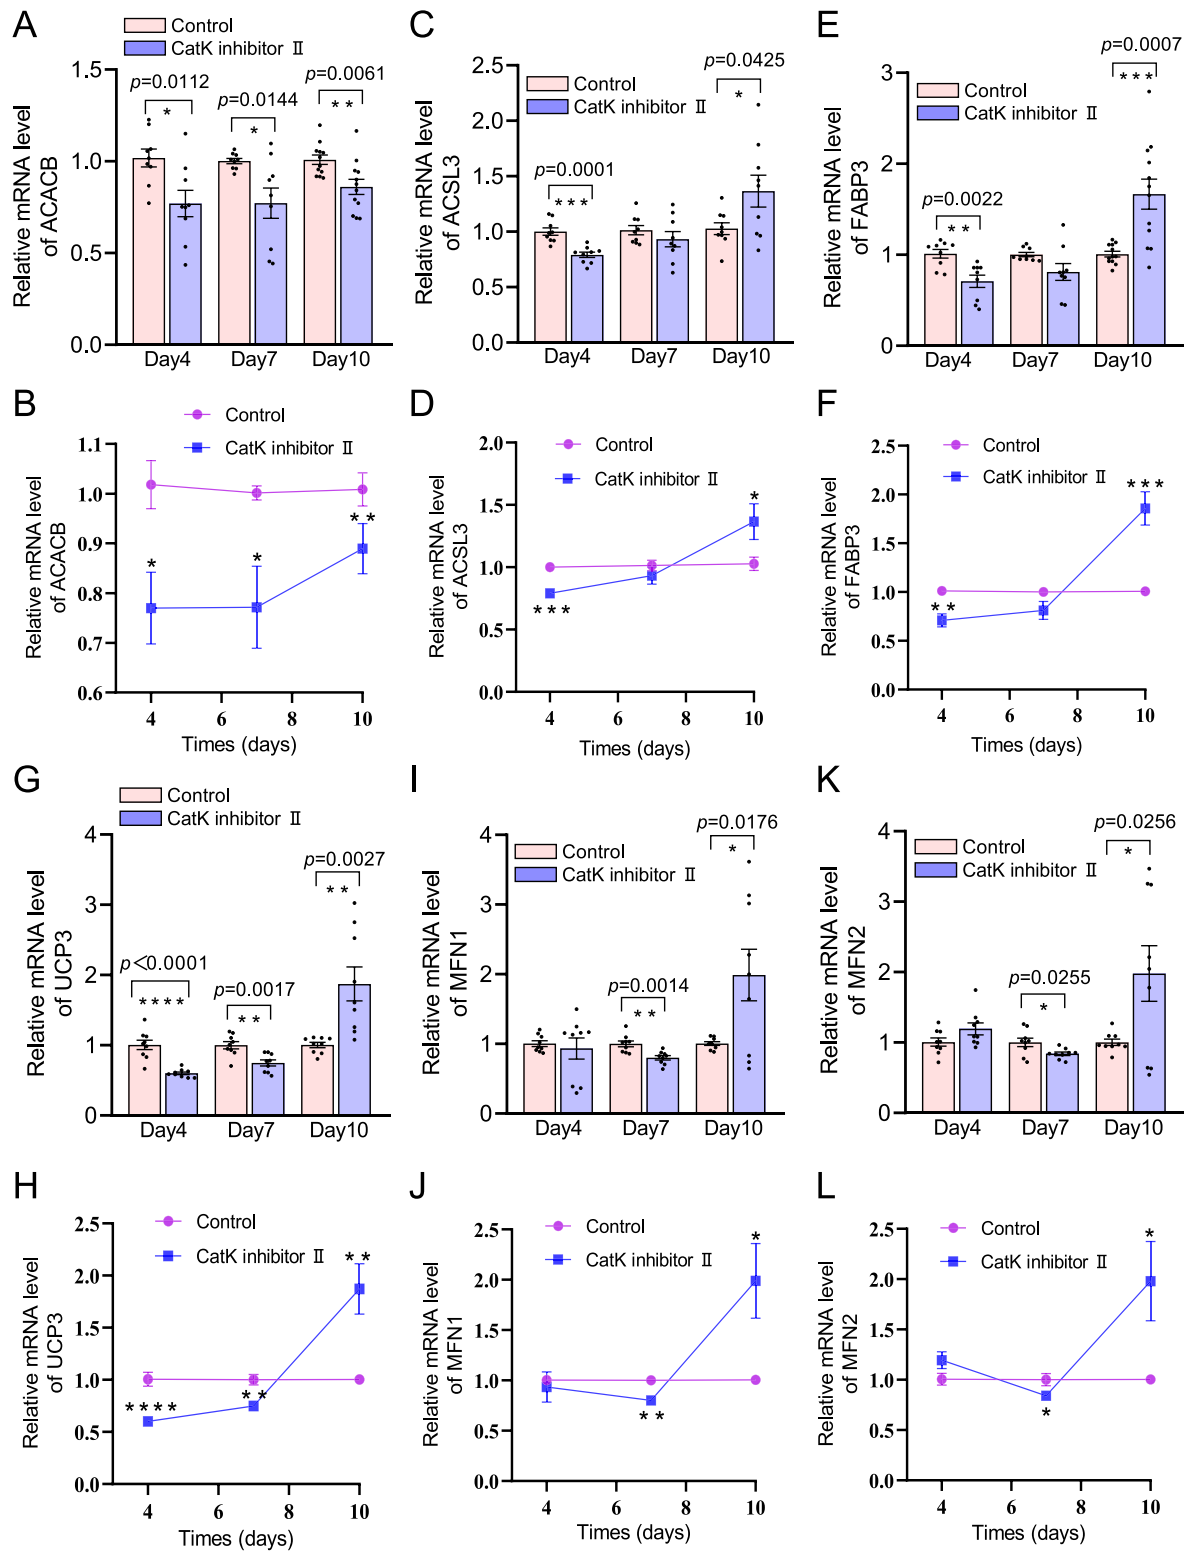 A
Control
CatK inhibitor Ⅱ
p=0.0112
p=0.0144
p=0.0061
*
*
**
1.5
1.0
0.5
0.0
Relative mRNA level
of ACACB
Day4
Day7
Day10
C
Control
CatK inhibitor Ⅱ
p=0.0001
p=0.0425
***
*
2.5
2.0
1.5
1.0
0.5
0.0
Relative mRNA level
of ACSL3
Day4
Day7
Day10
E
Control
CatK inhibitor Ⅱ
p=0.0022
p=0.0007
**
***
3
2
1
0
Relative mRNA level
of FABP3
Day4
Day7
Day10
B
Control
CatK inhibitor Ⅱ
1.1
1.0
0.9
0.8
0.7
0.6
Relative mRNA level
of ACACB
*
*
**
4
6
8
10
Times (days)
D
Control
CatK inhibitor Ⅱ
2.0
1.5
1.0
0.5
0.0
Relative mRNA level
of ACSL3
***
*
4
6
8
10
Times (days)
F
Control
CatK inhibitor Ⅱ
2.5
2.0
1.5
1.0
0.5
0.0
Relative mRNA level
of FABP3
**
***
4
6
8
10
Times (days)
G
Control
CatK inhibitor Ⅱ
p<0.0001
p=0.0017
p=0.0027
****
**
**
4
3
2
1
0
Relative mRNA level
of UCP3
Day4
Day7
Day10
I
Control
CatK inhibitor Ⅱ
p=0.0014
p=0.0176
**
*
4
3
2
1
0
Relative mRNA level
of MFN1
Day4
Day7
Day10
K
Control
CatK inhibitor Ⅱ
p=0.0255
p=0.0256
*
*
4
3
2
1
0
Relative mRNA level
of MFN2
Day4
Day7
Day10
H
Control
CatK inhibitor Ⅱ
2.5
2.0
1.5
1.0
0.5
0.0
Relative mRNA level
of UCP3
****
**
**
4
6
8
10
Times (days)
J
Control
CatK inhibitor Ⅱ
2.5
2.0
1.5
1.0
0.5
0.0
Relative mRNA level
of MFN1
**
*
4
6
8
10
Times (days)
L
Control
CatK inhibitor Ⅱ
2.5
2.0
1.5
1.0
0.5
0.0
Relative mRNA level
of MFN2
*
*
4
6
8
10
Times (days)